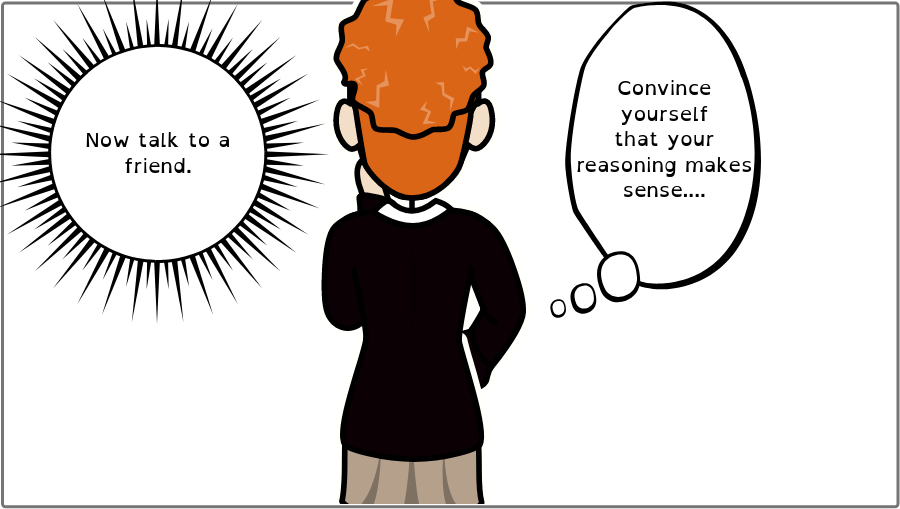 Now talk to a
friend.
Convince
yourself
that your
reasoning makes
sense....